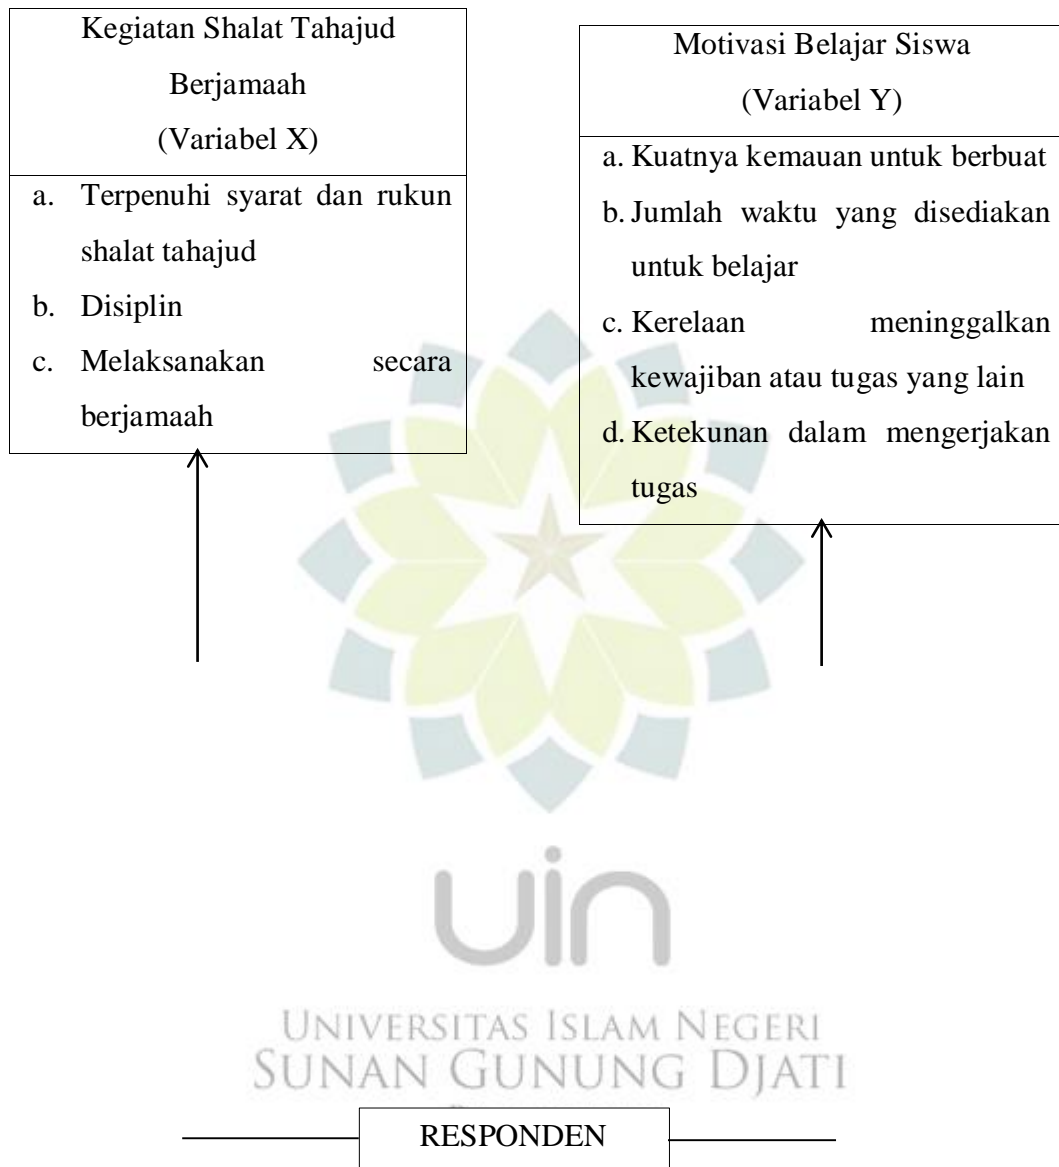 Kegiatan Shalat Tahajud
Berjamaah
(Variabel X)
a. Terpenuhi syarat dan rukun
shalat tahajud
b. Disiplin
c. Melaksanakan secara
berjamaah
Motivasi Belajar Siswa
(Variabel Y)
a. Kuatnya kemauan untuk berbuat
b. Jumlah waktu yang disediakan
untuk belajar
c. Kerelaan meninggalkan
kewajiban atau tugas yang lain
d. Ketekunan dalam mengerjakan
tugas
uin
UNIVERSITAS ISLAM NEGERI
SUNAN GUNUNG DJATI
RESPONDEN